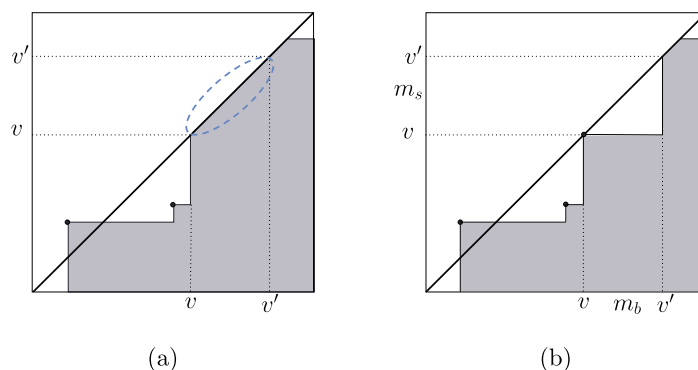 v′ v′
m_s
v v
v v′ v m_b v′
(a) (b)